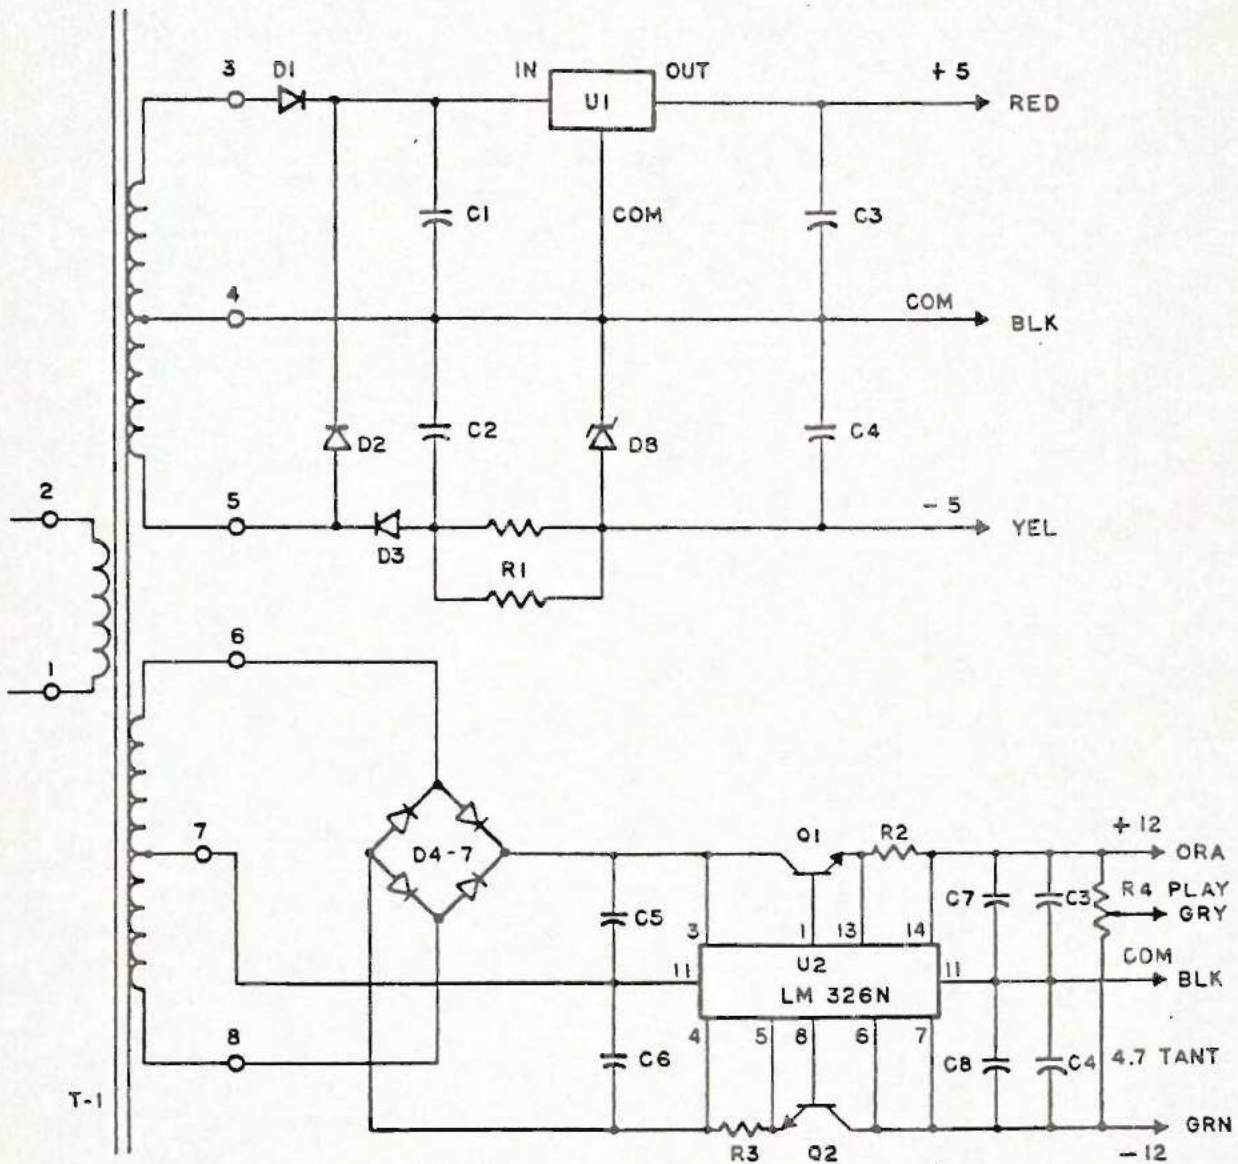 3 D1 IN U1 OUT + 5 RED
C1 COM C3
4 COM BLK
D2 C2 D8 C4
2 5 D3 R1 - 5 YEL
6
1
7 D4-7 Q1 R2 + 12 ORA
C5 3 1 13 14 C7 C3 R4 PLAY
GRY
11 U2 11 COM
LM 326N BLK
8 C6 4 5 8 6 7 C8 C4 4.7 TANT
T-1 R3 Q2 GRN
- 12